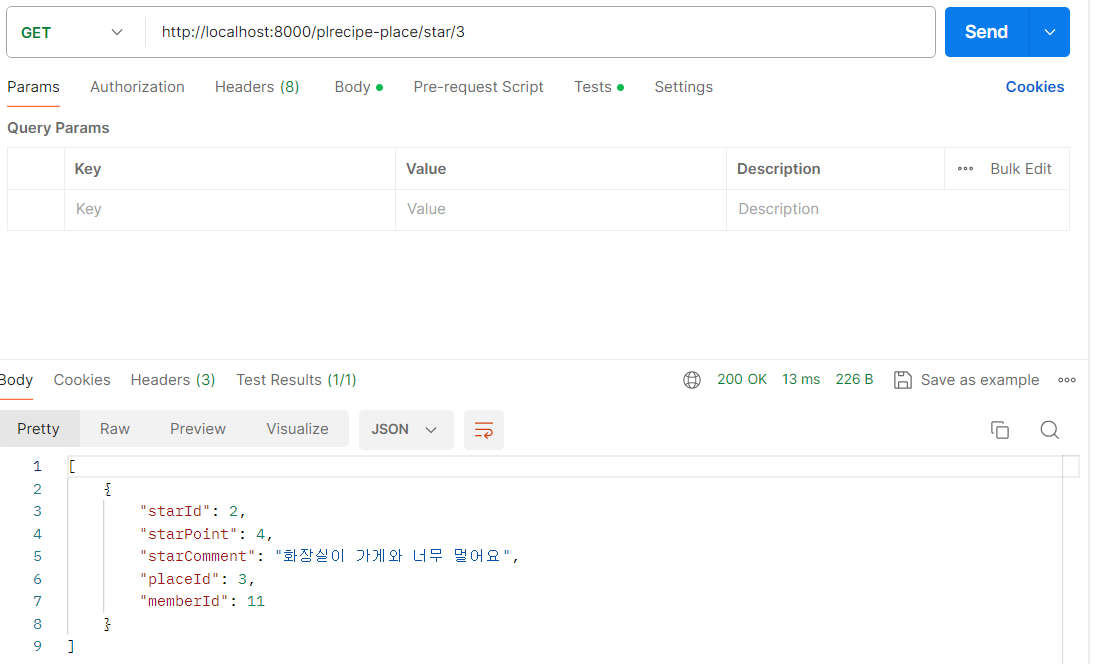 GET http://localhost:8000/plrecipe-place/star/3 Send
Params Authorization Headers (8) Body Pre-request Script Tests Settings Cookies
Query Params
Key Value Description Bulk Edit
Key Value Description
Body Cookies Headers (3) Test Results (1/1) 200 OK 13 ms 226 B Save as example
Pretty Raw Preview Visualize JSON
1 [
2 {
3 "starId": 2,
4 "starPoint": 4,
5 "starComment": "화장실이 가게와 너무 멀어요",
6 "placeId": 3,
7 "memberId": 11
8 }
9 ]